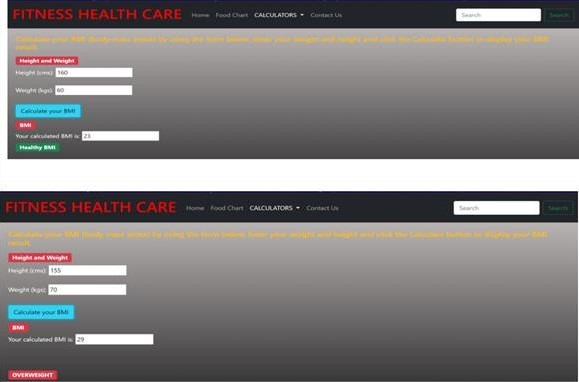 FITNESS HEALTH CARE Home Food Chart CALCULATORS Contact Us Search Search
Calculate your BMI (body mass index) by using the form below. Enter your weight and height and click the Calculate button to display your BMI
result.
Height and Weight
Height (cms): 160
Weight (kgs): 60
Calculate your BMI
BMI
Your calculated BMI is: 23
Healthy BMI
FITNESS HEALTH CARE Home Food Chart CALCULATORS Contact Us Search Search
Calculate your BMI (body mass index) by using the form below. Enter your weight and height and click the Calculate button to display your BMI
result.
Height and Weight
Height (cms): 155
Weight (kgs): 70
Calculate your BMI
BMI
Your calculated BMI is: 29
OVERWEIGHT